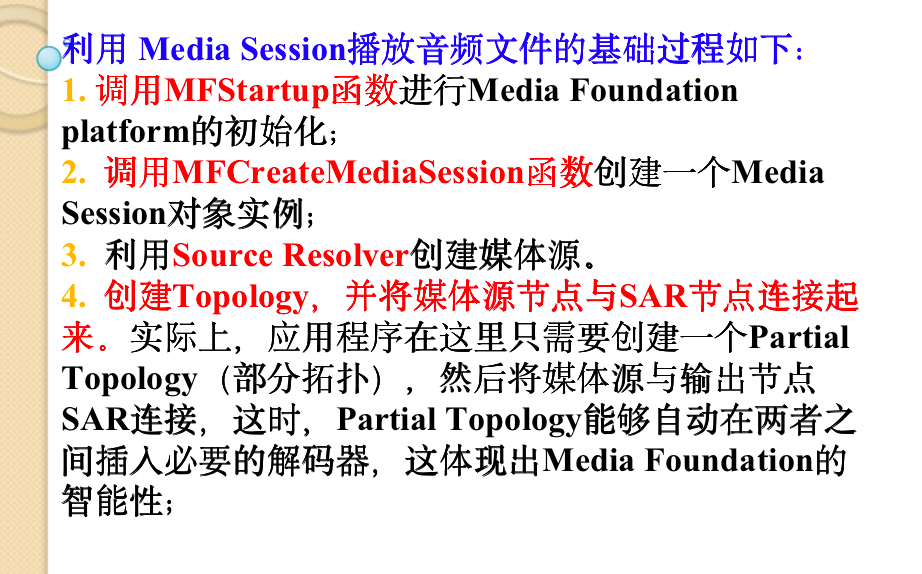 利用 Media Session播放音频文件的基础过程如下：
1. 调用MFStartup函数进行Media Foundation
platform的初始化；
2. 调用MFCreateMediaSession函数创建一个Media
Session对象实例；
3. 利用Source Resolver创建媒体源。
4. 创建Topology，并将媒体源节点与SAR节点连接起
来。实际上，应用程序在这里只需要创建一个Partial
Topology（部分拓扑），然后将媒体源与输出节点
SAR连接，这时，Partial Topology能够自动在两者之
间插入必要的解码器，这体现出Media Foundation的
智能性；